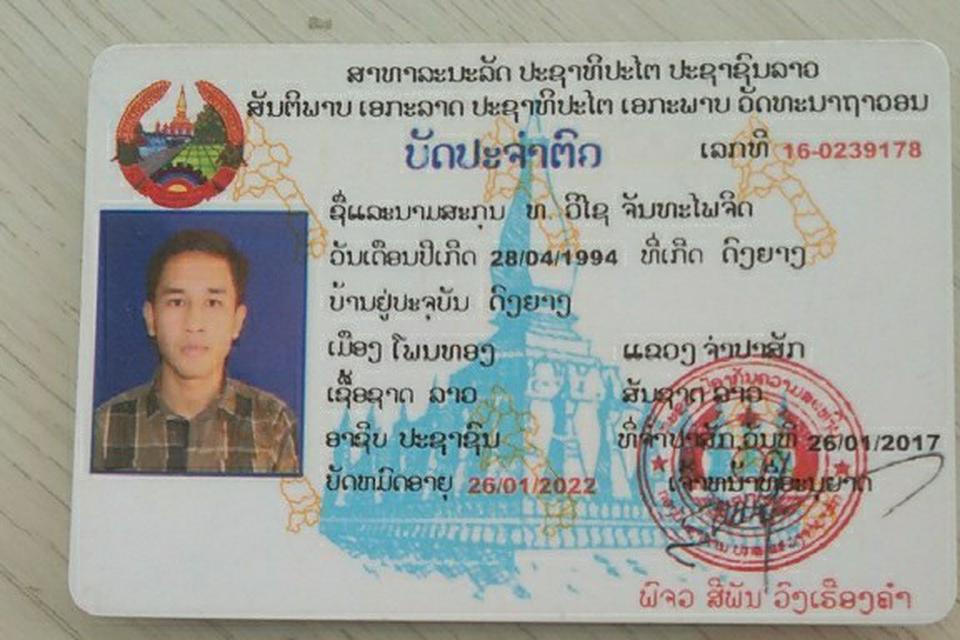 ສາທາລະນະລັດ ປະຊາທິປະໄຕ ປະຊາຊົນລາວ
ສັນຕິພາບ ເອກະລາດ ປະຊາທິປະໄຕ ເອກະພາບ ວັດທະນາຖາວອນ
ບັດປະຈຳຕົວ ເລກທີ 16-0239178
ຊື່ແລະນາມສະກຸນ ທ. ວິໄຊ ຈັນທະໄພຈິດ
ວັນເດືອນປີເກີດ 28/04/1994 ທີ່ເກີດ ດົງຍາງ
ບ້ານຢູ່ປະຈຸບັນ ດົງຍາງ
ເມືອງ ໂພນທອງ ແຂວງ ຈຳປາສັກ
ເຊື້ອຊາດ ລາວ ສັນຊາດ ລາວ
ອາຊີບ ປະຊາຊົນ ທີ່ຈຳປາສັກ ວັນທີ 26/01/2017
ບັດຫມົດອາຍຸ 26/01/2022 ເຈົ້າຫນ້າທີ່ອະນຸຍາດ
ພົຈວ ສີພັນ ວົງເຮືອງຄຳ